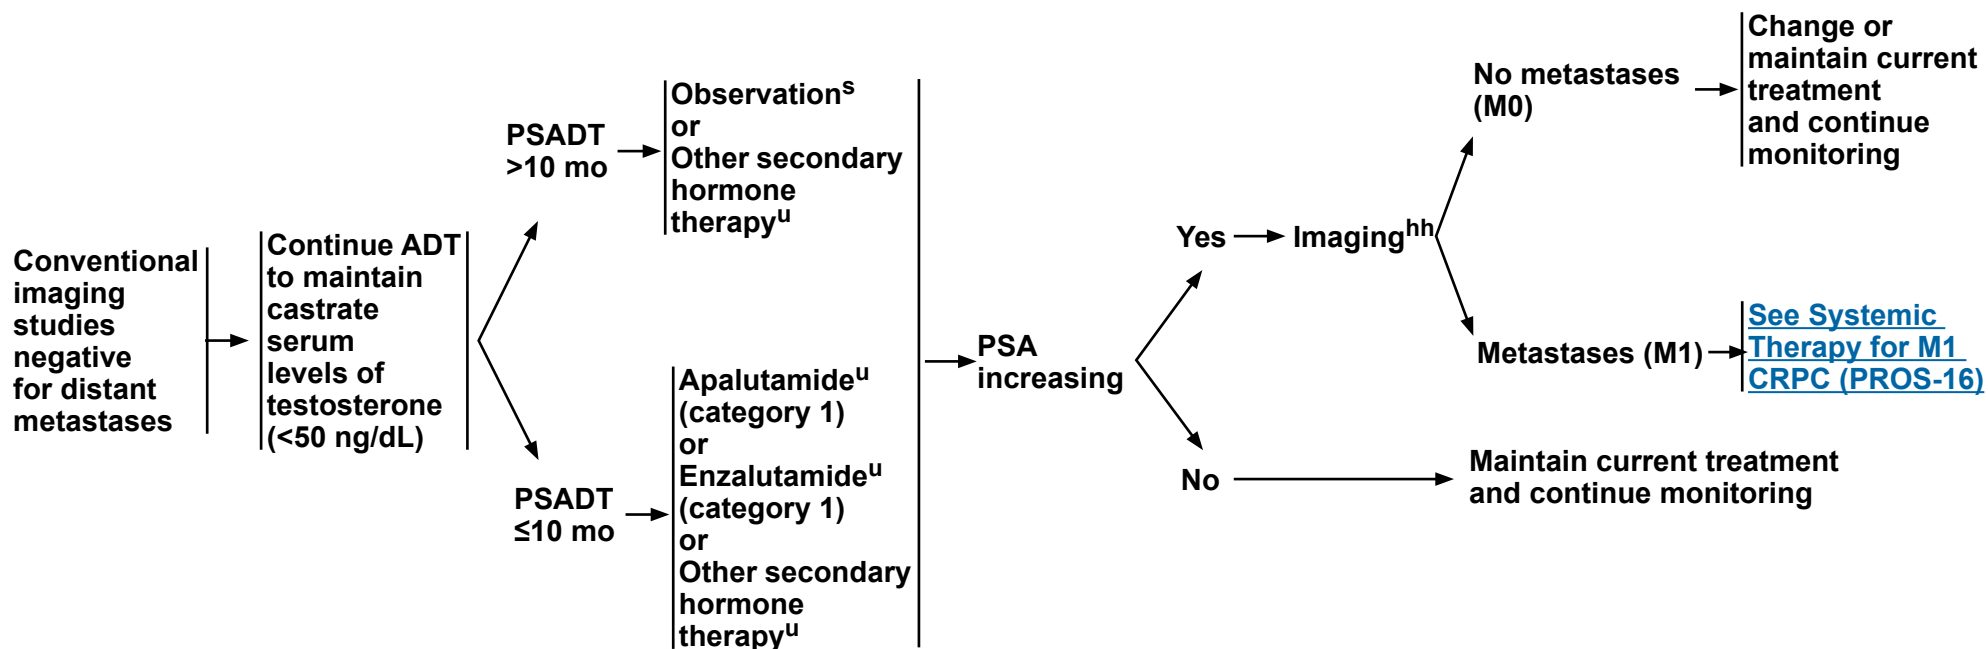 Conventional
imaging
studies
negative
for distant
metastases
Continue ADT
to maintain
castrate
serum
levels of
testosterone
(<50 ng/dL)
PSADT
>10 mo
Observationˢ
or
Other secondary
hormone
therapyᵘ
PSADT
≤10 mo
Apalutamideᵘ
(category 1)
or
Enzalutamideᵘ
(category 1)
or
Other secondary
hormone
therapyᵘ
PSA
increasing
Yes
Imagingʰʰ
No metastases
(M0)
Change or
maintain current
treatment
and continue
monitoring
Metastases (M1)
See Systemic
Therapy for M1
CRPC (PROS-16)
No
Maintain current treatment
and continue monitoring